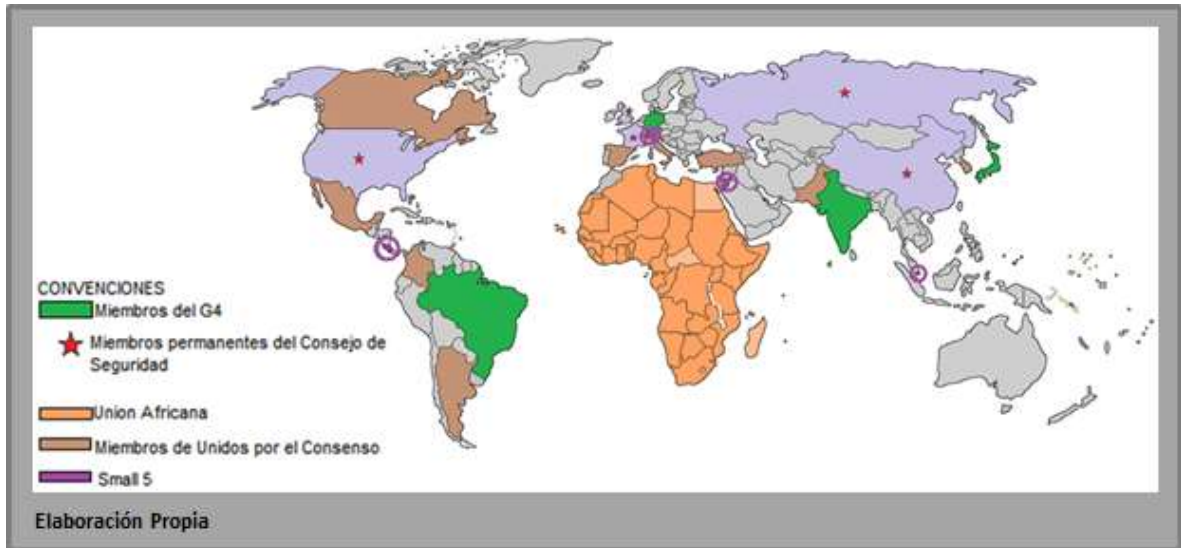 CONVENCIONES
Miembros del G4
Miembros permanentes del Consejo de
Seguridad
Union Africana
Miembros de Unidos por el Consenso
Small 5
Elaboración Propia